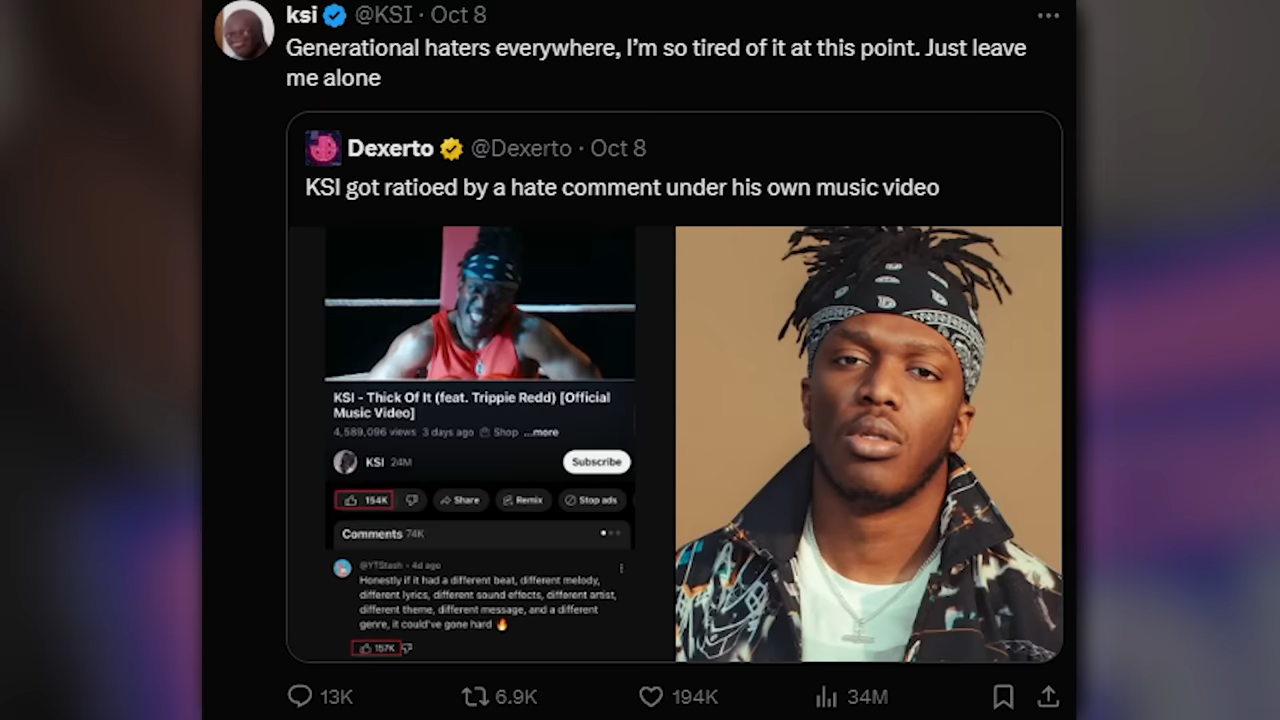 ksi @KSI · Oct 8
Generational haters everywhere, I’m so tired of it at this point. Just leave
me alone
Dexerto @Dexerto · Oct 8
KSI got ratioed by a hate comment under his own music video
KSI - Thick Of It (feat. Trippie Redd) [Official
Music Video]
4,589,096 views 3 days ago Shop ...more
KSI 24M
Subscribe
154K Share Remix Stop ads
Comments 74K
@YTStash · 4d ago
Honestly if it had a different beat, different melody,
different lyrics, different sound effects, different artist,
different theme, different message, and a different
genre, it could've gone hard 🔥
157K
13K 6.9K 194K 34M